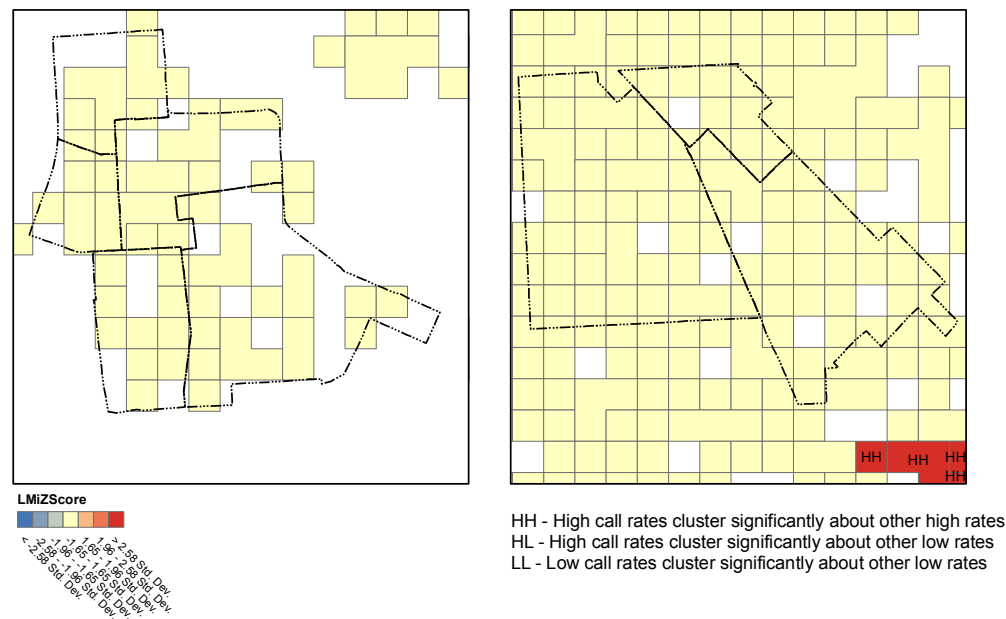 HH
HH
HH
HH
LMiZScore
< -2.58 Std. Dev.
-2.58 - -1.96 Std. Dev.
-1.96 - -1.65 Std. Dev.
-1.65 - 1.65 Std. Dev.
1.65 - 1.96 Std. Dev.
1.96 - 2.58 Std. Dev.
> 2.58 Std. Dev.
HH - High call rates cluster significantly about other high rates
HL - High call rates cluster significantly about other low rates
LL - Low call rates cluster significantly about other low rates